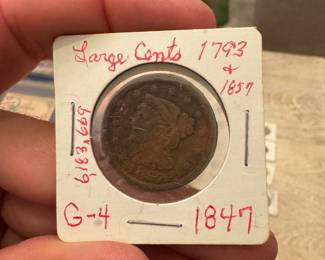 Large Cents 1793
& 1857
6,183,669
G-4 — 1847